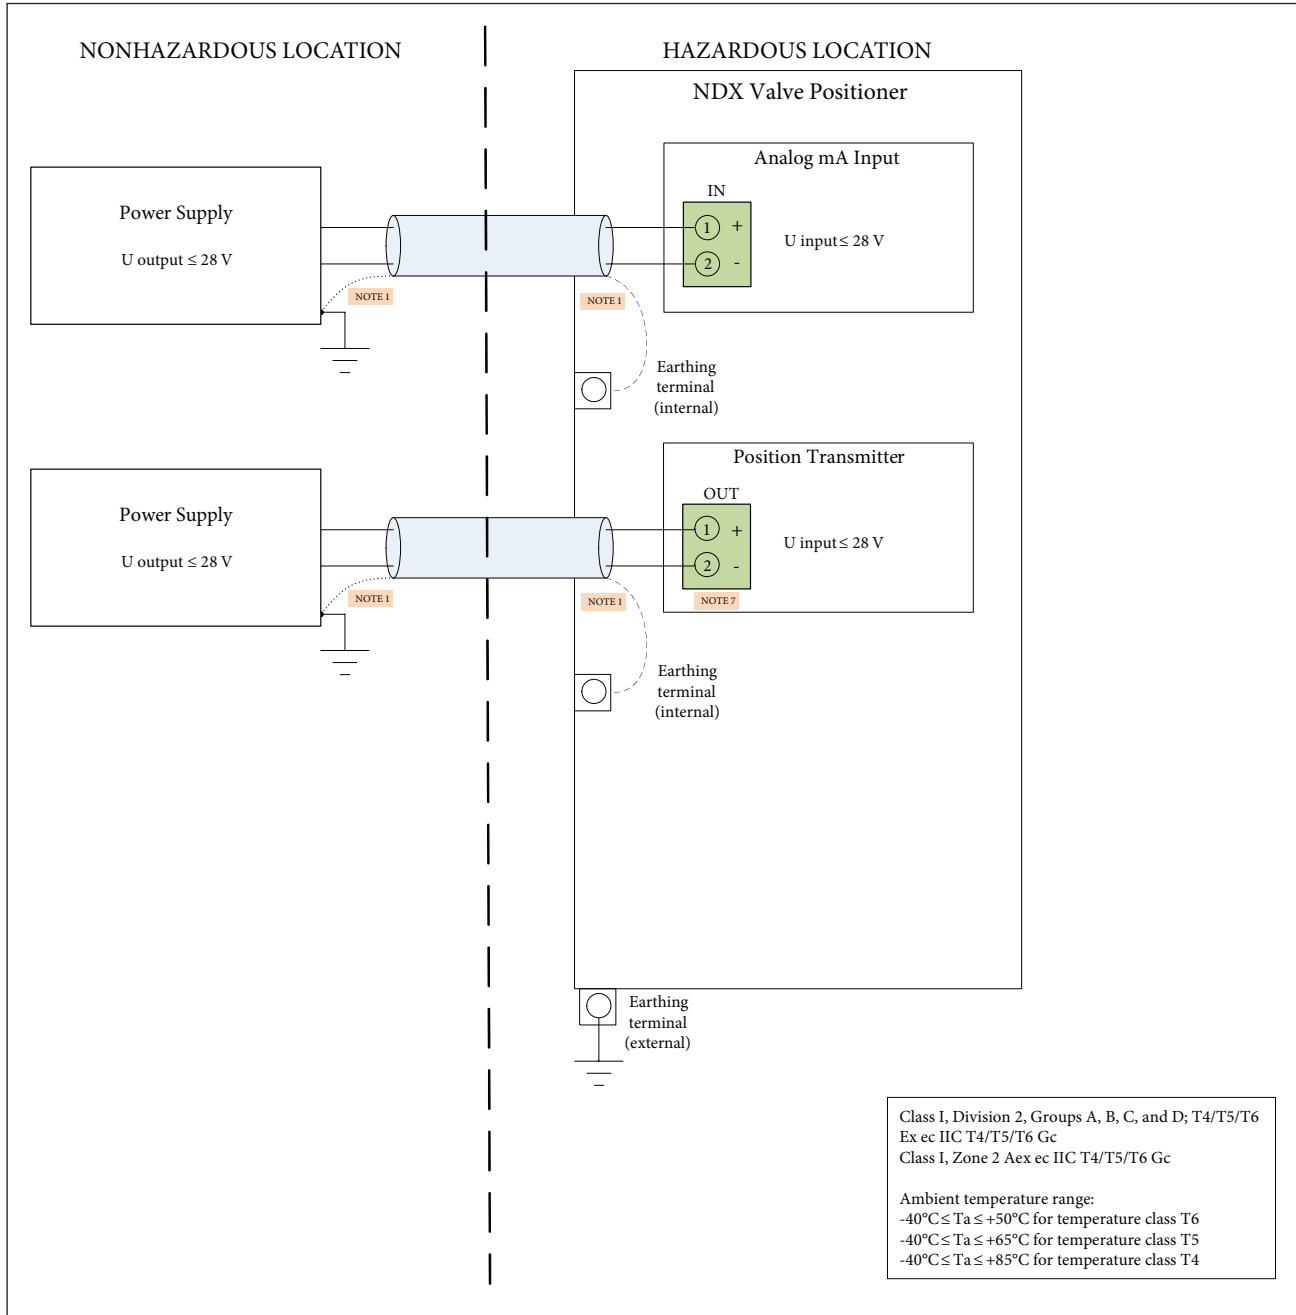 NONHAZARDOUS LOCATION
HAZARDOUS LOCATION
NDX Valve Positioner
Power Supply
U output ≤ 28 V
NOTE 1
NOTE 1
Analog mA Input
IN
1 +
2 -
U input ≤ 28 V
Earthing
terminal
(internal)
Power Supply
U output ≤ 28 V
NOTE 1
NOTE 1
Position Transmitter
OUT
1 +
2 -
U input ≤ 28 V
NOTE 7
Earthing
terminal
(internal)
Earthing
terminal
(external)
Class I, Division 2, Groups A, B, C, and D; T4/T5/T6
Ex ec IIC T4/T5/T6 Gc
Class I, Zone 2 Aex ec IIC T4/T5/T6 Gc
Ambient temperature range:
-40°C ≤ Ta ≤ +50°C for temperature class T6
-40°C ≤ Ta ≤ +65°C for temperature class T5
-40°C ≤ Ta ≤ +85°C for temperature class T4